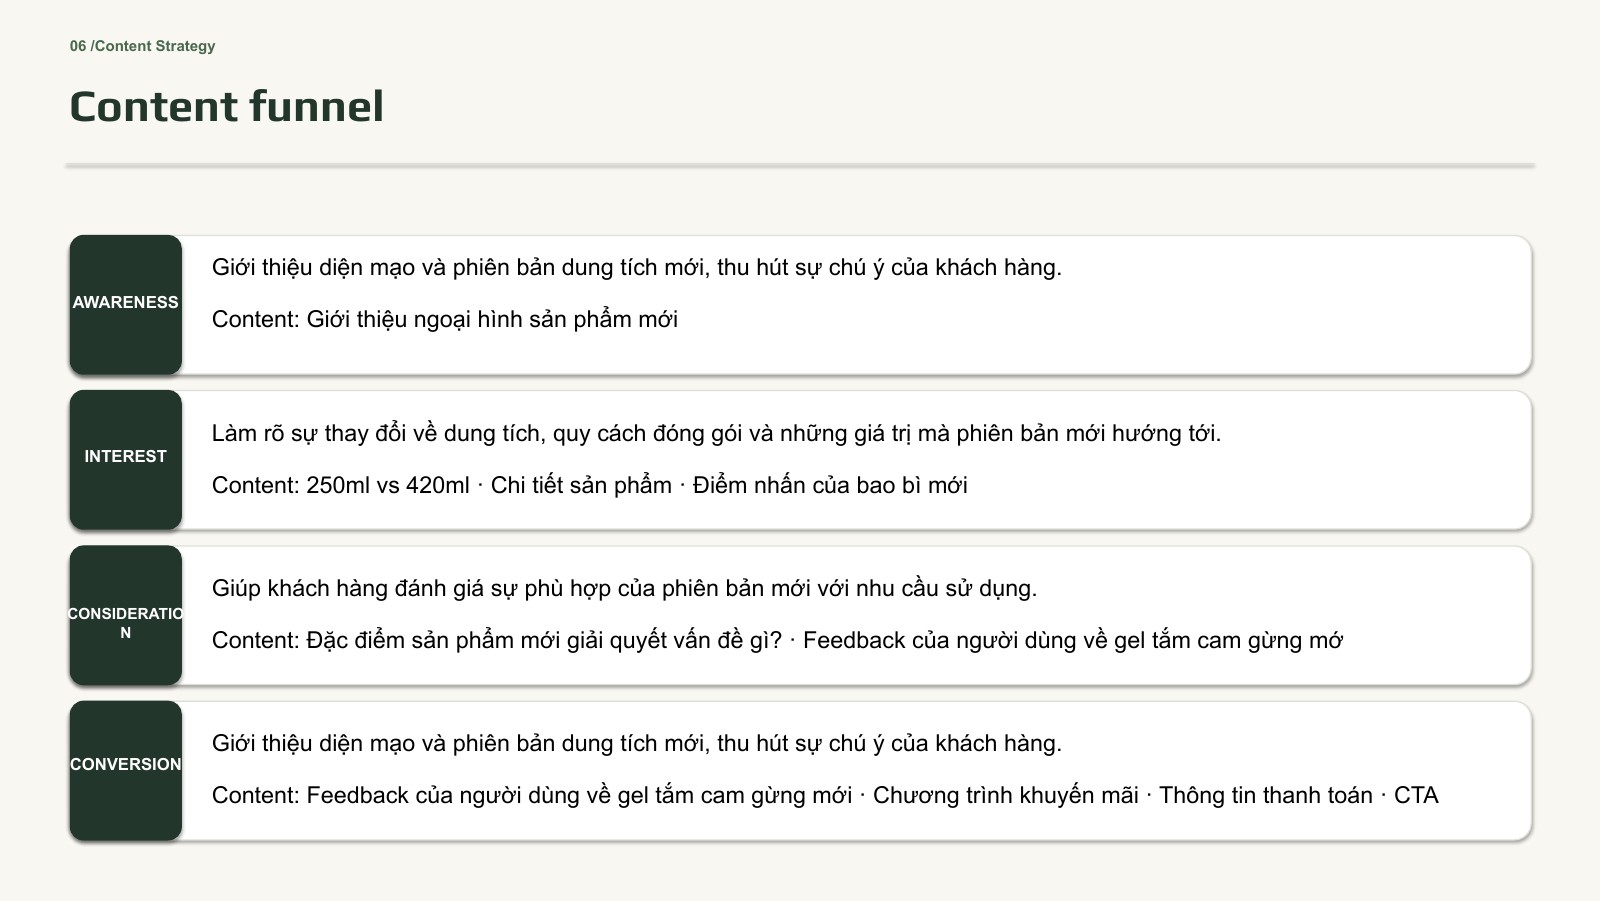 06 /Content Strategy
Content funnel
AWARENESS
Giới thiệu diện mạo và phiên bản dung tích mới, thu hút sự chú ý của khách hàng.
Content: Giới thiệu ngoại hình sản phẩm mới
INTEREST
Làm rõ sự thay đổi về dung tích, quy cách đóng gói và những giá trị mà phiên bản mới hướng tới.
Content: 250ml vs 420ml · Chi tiết sản phẩm · Điểm nhấn của bao bì mới
CONSIDERATIO
N
Giúp khách hàng đánh giá sự phù hợp của phiên bản mới với nhu cầu sử dụng.
Content: Đặc điểm sản phẩm mới giải quyết vấn đề gì? · Feedback của người dùng về gel tắm cam gừng mớ
CONVERSION
Giới thiệu diện mạo và phiên bản dung tích mới, thu hút sự chú ý của khách hàng.
Content: Feedback của người dùng về gel tắm cam gừng mới · Chương trình khuyến mãi · Thông tin thanh toán · CTA